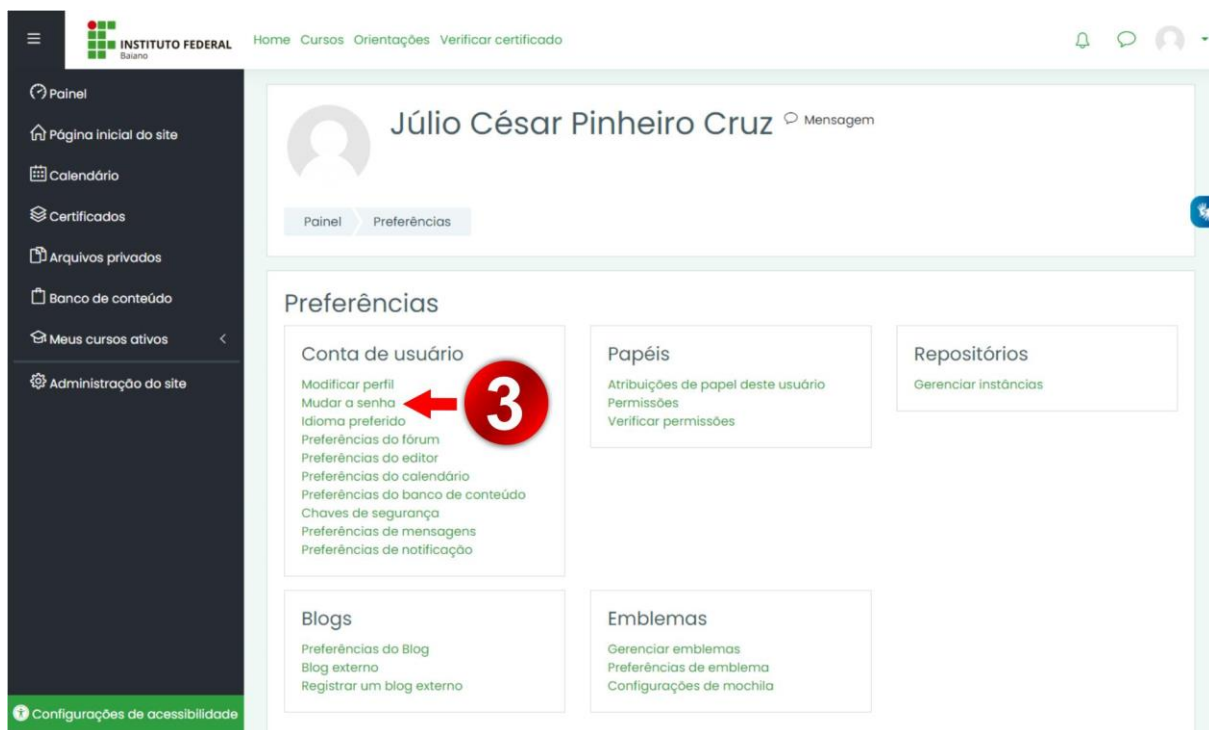 INSTITUTO FEDERAL
Baiano
Home Cursos Orientações Verificar certificado
Painel
Página inicial do site
Calendário
Certificados
Arquivos privados
Banco de conteúdo
Meus cursos ativos
Administração do site
Configurações de acessibilidade
Júlio César Pinheiro Cruz Mensagem
Painel Preferências
Preferências
Conta de usuário
Modificar perfil
Mudar a senha
3
Idioma preferido
Preferências do fórum
Preferências do editor
Preferências do calendário
Preferências do banco de conteúdo
Chaves de segurança
Preferências de mensagens
Preferências de notificação
Papéis
Atribuições de papel deste usuário
Permissões
Verificar permissões
Repositórios
Gerenciar instâncias
Blogs
Preferências do Blog
Blog externo
Registrar um blog externo
Emblemas
Gerenciar emblemas
Preferências de emblema
Configurações de mochila